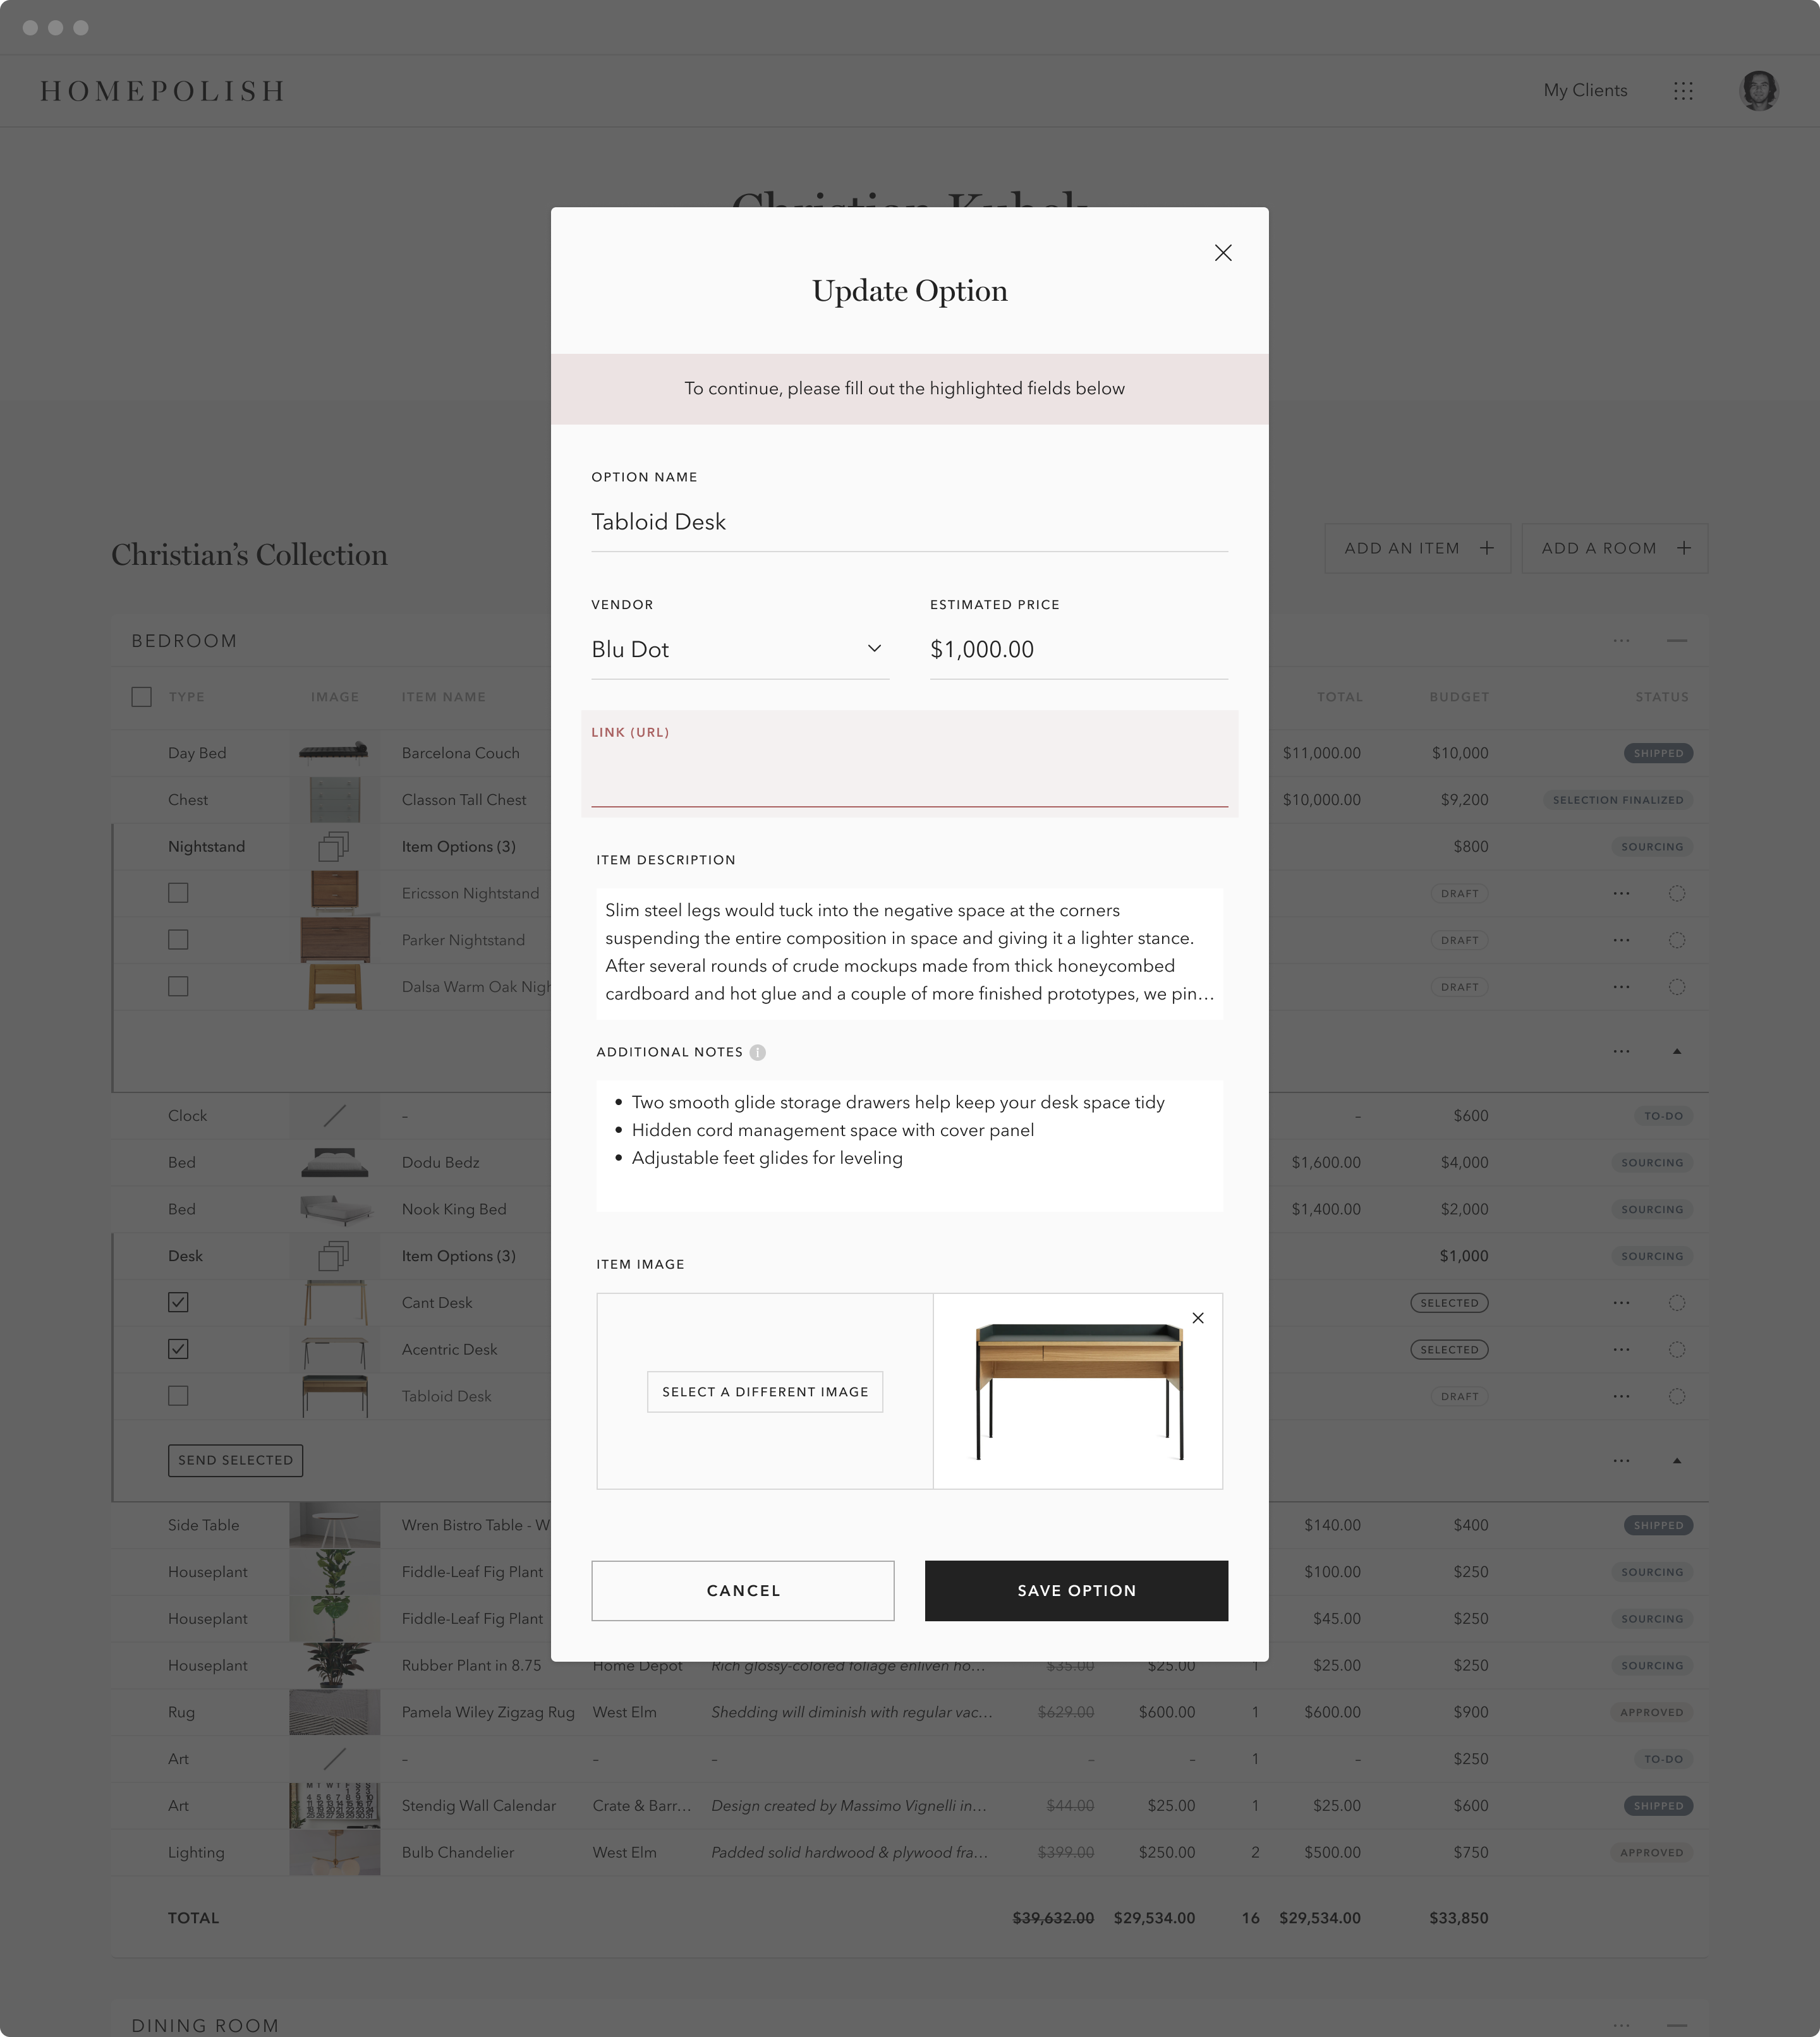 HOMEPOLISH
My Clients
Update Option
To continue, please fill out the highlighted fields below
OPTION NAME
Tabloid Desk
VENDOR
Blu Dot
ESTIMATED PRICE
$1,000.00
LINK (URL)
ITEM DESCRIPTION
Slim steel legs would tuck into the negative space at the corners
suspending the entire composition in space and giving it a lighter stance.
After several rounds of crude mockups made from thick honeycombed
cardboard and hot glue and a couple of more finished prototypes, we pin…
ADDITIONAL NOTES
• Two smooth glide storage drawers help keep your desk space tidy
• Hidden cord management space with cover panel
• Adjustable feet glides for leveling
ITEM IMAGE
SELECT A DIFFERENT IMAGE
CANCEL
SAVE OPTION
Christian's Collection
ADD AN ITEM +
ADD A ROOM +
BEDROOM
TYPE IMAGE ITEM NAME TOTAL BUDGET STATUS
Day Bed Barcelona Couch $11,000.00 $10,000 SHIPPED
Chest Classon Tall Chest $10,000.00 $9,200 SELECTION FINALIZED
Nightstand Item Options (3) $800 SOURCING
Ericsson Nightstand DRAFT
Parker Nightstand DRAFT
Dalsa Warm Oak DRAFT
Clock – – $600 TO-DO
Bed Dodu Bedz $1,600.00 $4,000 SOURCING
Bed Nook King Bed $1,400.00 $2,000 SOURCING
Desk Item Options (3) $1,000 SOURCING
Cant Desk SELECTED
Acentric Desk SELECTED
Tabloid Desk DRAFT
SEND SELECTED
Side Table Wren Bistro Table - W $140.00 $400 SHIPPED
Houseplant Fiddle-Leaf Fig Plant $100.00 $250 SOURCING
Houseplant Fiddle-Leaf Fig Plant $45.00 $250 SOURCING
Houseplant Rubber Plant in 8.75 Home Depot Rich glossy-colored foliage enliven ho… $35.00 $25.00 1 $25.00 $250 SOURCING
Rug Pamela Wiley Zigzag Rug West Elm Shedding will diminish with regular vac… $629.00 $600.00 1 $600.00 $900 APPROVED
Art – – – – – 1 – $250 TO-DO
Art Stendig Wall Calendar Crate & Barr… Design created by Massimo Vignelli in… $44.00 $25.00 1 $25.00 $600 SHIPPED
Lighting Bulb Chandelier West Elm Padded solid hardwood & plywood fra… $399.00 $250.00 2 $500.00 $750 APPROVED
TOTAL $39,632.00 $29,534.00 16 $29,534.00 $33,850
DINING ROOM